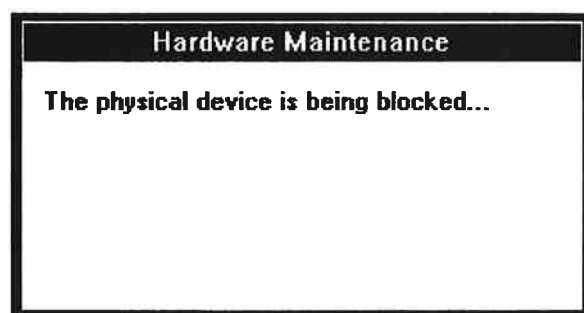 Hardware Maintenance
The physical device is being blocked...